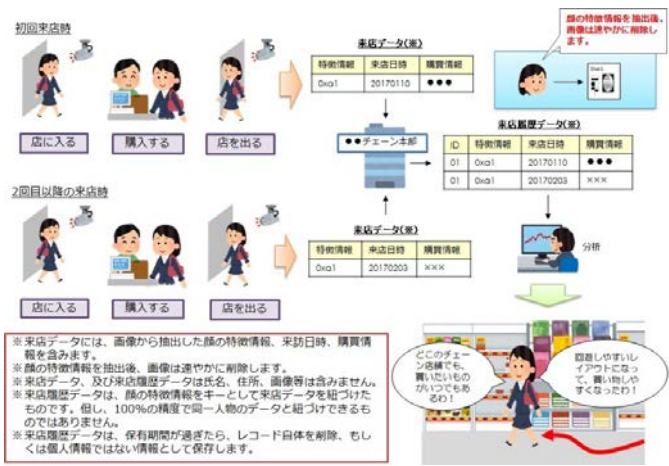 初回来店時
店に入る
購入する
店を出る
来店データ(※)
特徴情報 来店日時 購買情報
0xa1 20170110 ●●●
顔の特徴情報を抽出後、
画像は速やかに削除し
ます。
0xa1
●●チェーン本部
来店履歴データ(※)
ID 特徴情報 来店日時 購買情報
01 0xa1 20170110 ●●●
01 0xa1 20170203 ×××
2回目以降の来店時
店に入る
購入する
店を出る
来店データ(※)
特徴情報 来店日時 購買情報
0xa1 20170203 ×××
分析
どこのチェー
ン店舗でも、
買いたいもの
がいつでもあ
るわ!
回遊しやすいレ
イアウトになっ
て、買い物しや
すくなったわ!
※来店データには、画像から抽出した顔の特徴情報、来訪日時、購買情
報を含みます。
※顔の特徴情報を抽出後、画像は速やかに削除します。
※来店データ、及び来店履歴データは氏名、住所、画像等は含みません。
※来店履歴データは、顔の特徴情報をキーとして来店データを紐づけた
ものです。但し、100%の精度で同一人物のデータと紐づけできるも
のではありません。
※来店履歴データは、保有期間が過ぎたら、レコード自体を削除、もし
くは個人情報ではない情報として保存します。